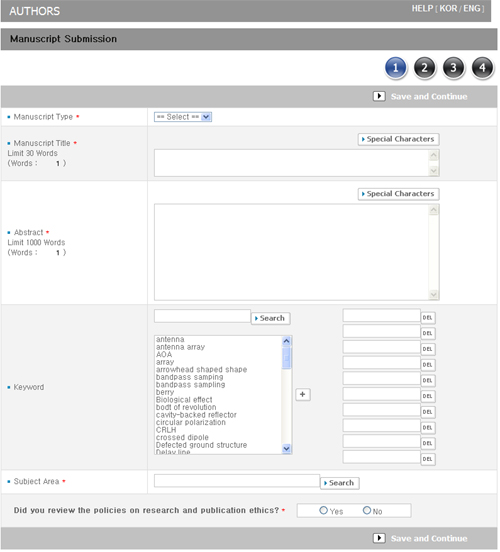 AUTHORS
HELP | KOR / ENG |
Manuscript Submission
1 2 3 4
Save and Continue
Manuscript Type *
== Select ==
Manuscript Title *
Limit 30 Words
(Words : 1 )
Special Characters
Special Characters
Abstract *
Limit 1000 Words
(Words : 1 )
Search
antenna
antenna array
AOA
array
arrowhead shaped shape
bandpass samping
bandpass sampling
berry
Biological effect
bodt of revolution
cavity-backed reflector
circular polarization
CRLH
crossed dipole
Defected ground structure
Delay line
Keyword
+
DEL
DEL
DEL
DEL
DEL
DEL
DEL
DEL
DEL
DEL
Subject Area *
Search
Did you review the policies on research and publication ethics? *
Yes No
Save and Continue